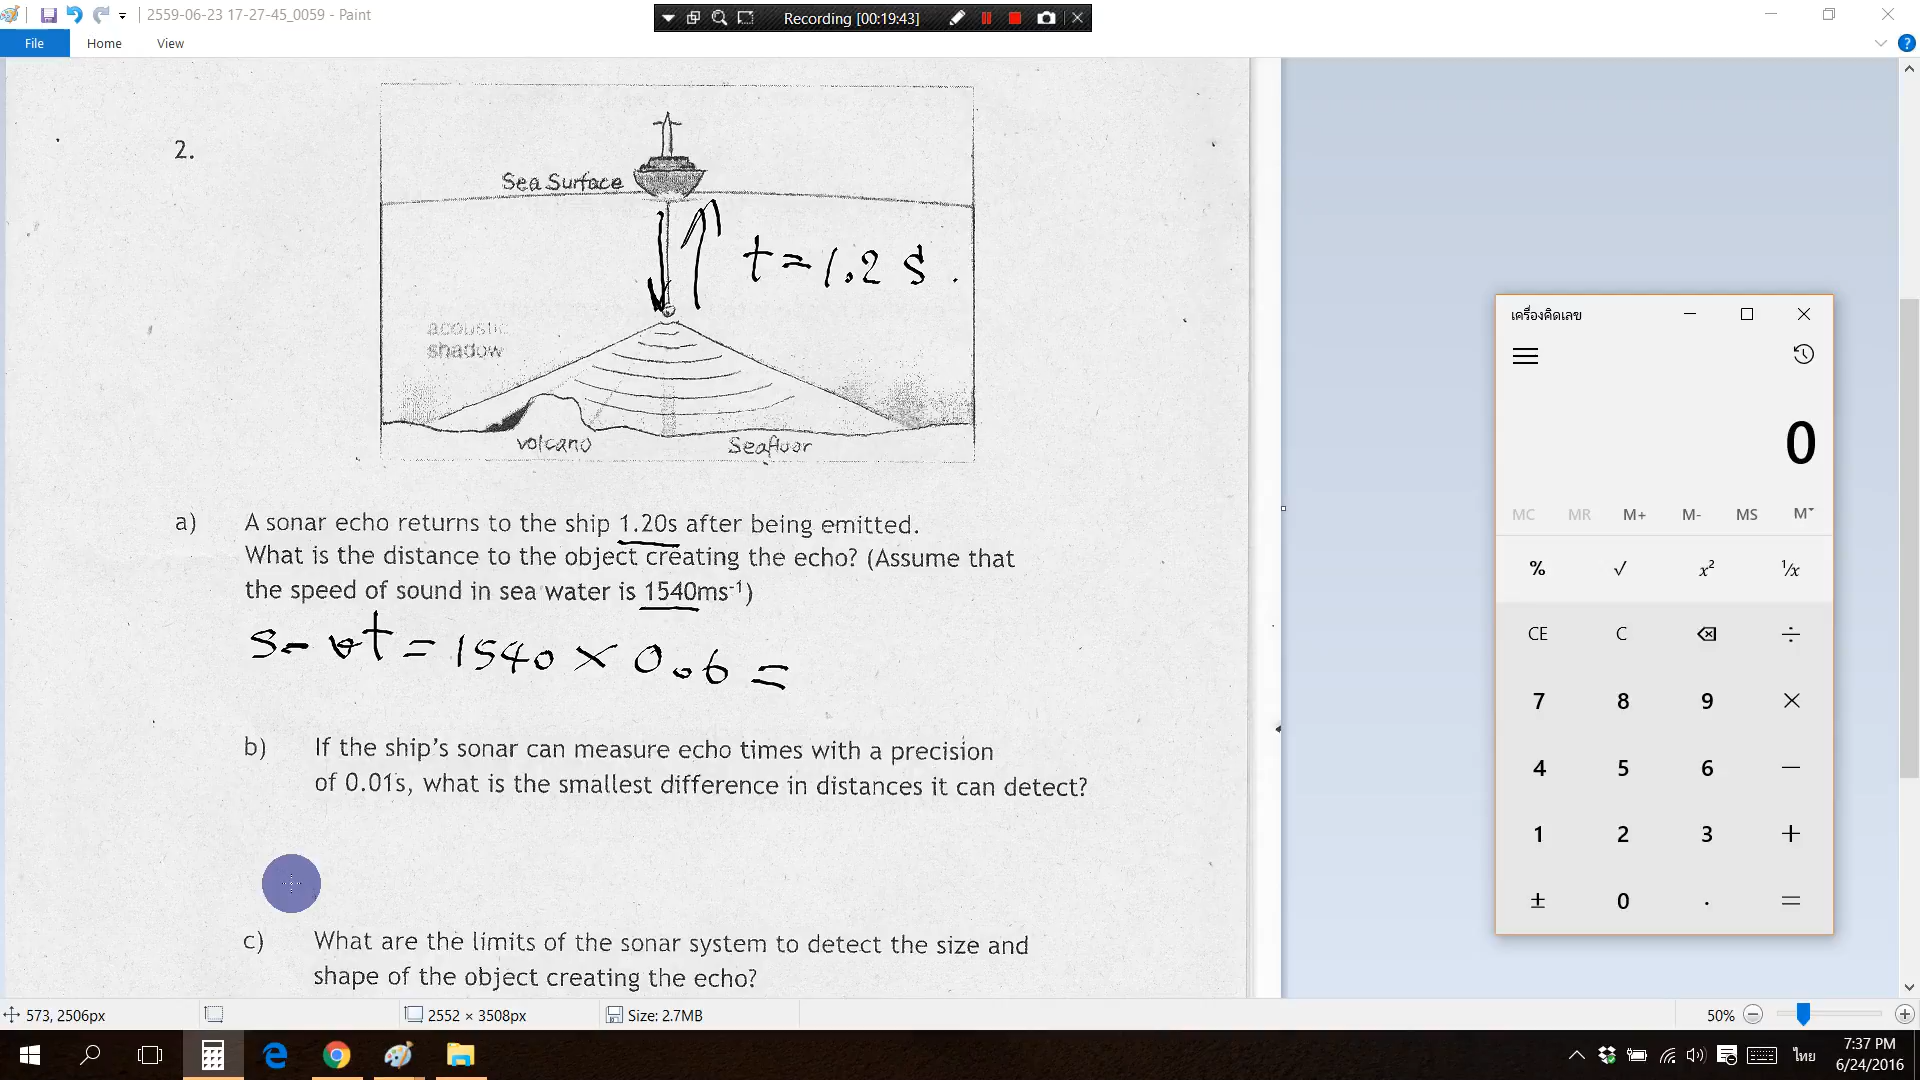 2559-06-23 17-27-45_0059 - Paint
Recording [00:19:43]
File Home View
2.
Sea Surface
t = 1.2 s.
acoustic
shadow
volcano
Seafluor
a) A sonar echo returns to the ship 1.20s after being emitted.
What is the distance to the object creating the echo? (Assume that
the speed of sound in sea water is 1540ms⁻¹)
s = vt = 1540 × 0.6 =
b) If the ship's sonar can measure echo times with a precision
of 0.01s, what is the smallest difference in distances it can detect?
c) What are the limits of the sonar system to detect the size and
shape of the object creating the echo?
เครื่องคิดเลข
0
MC MR M+ M- MS M˅
% √ x² ¹/x
CE C ⌫ ÷
7 8 9 ×
4 5 6 −
1 2 3 +
± 0 . =
573, 2506px
2552 × 3508px
Size: 2.7MB
50%
ไทย
7:37 PM
6/24/2016